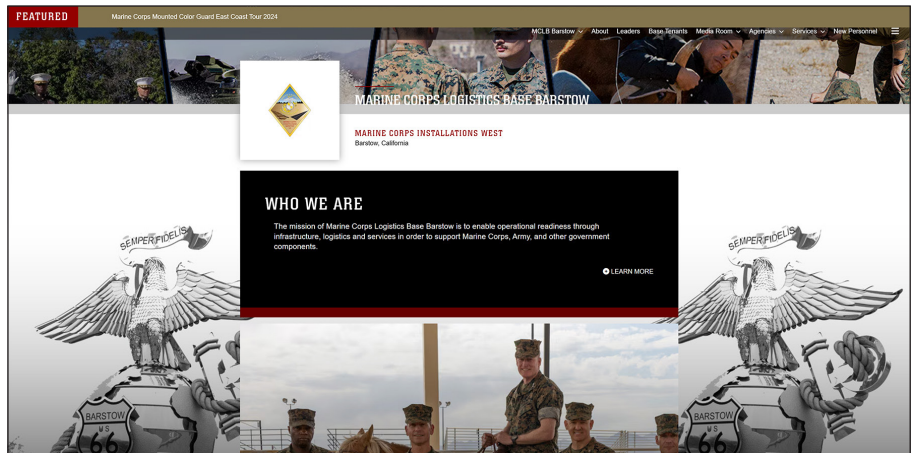 FEATURED
Marine Corps Mounted Color Guard East Coast Tour 2024
MCLB Barstow About Leaders Base Tenants Media Room Agencies Services New Personnel
MARINE CORPS LOGISTICS BASE BARSTOW
MARINE CORPS INSTALLATIONS WEST
Barstow, California
WHO WE ARE
The mission of Marine Corps Logistics Base Barstow is to enable operational readiness through
infrastructure, logistics and services in order to support Marine Corps, Army, and other government
components.
LEARN MORE
SEMPER FIDELIS
SEMPER FIDELIS
BARSTOW
US
66
BARSTOW
US
66